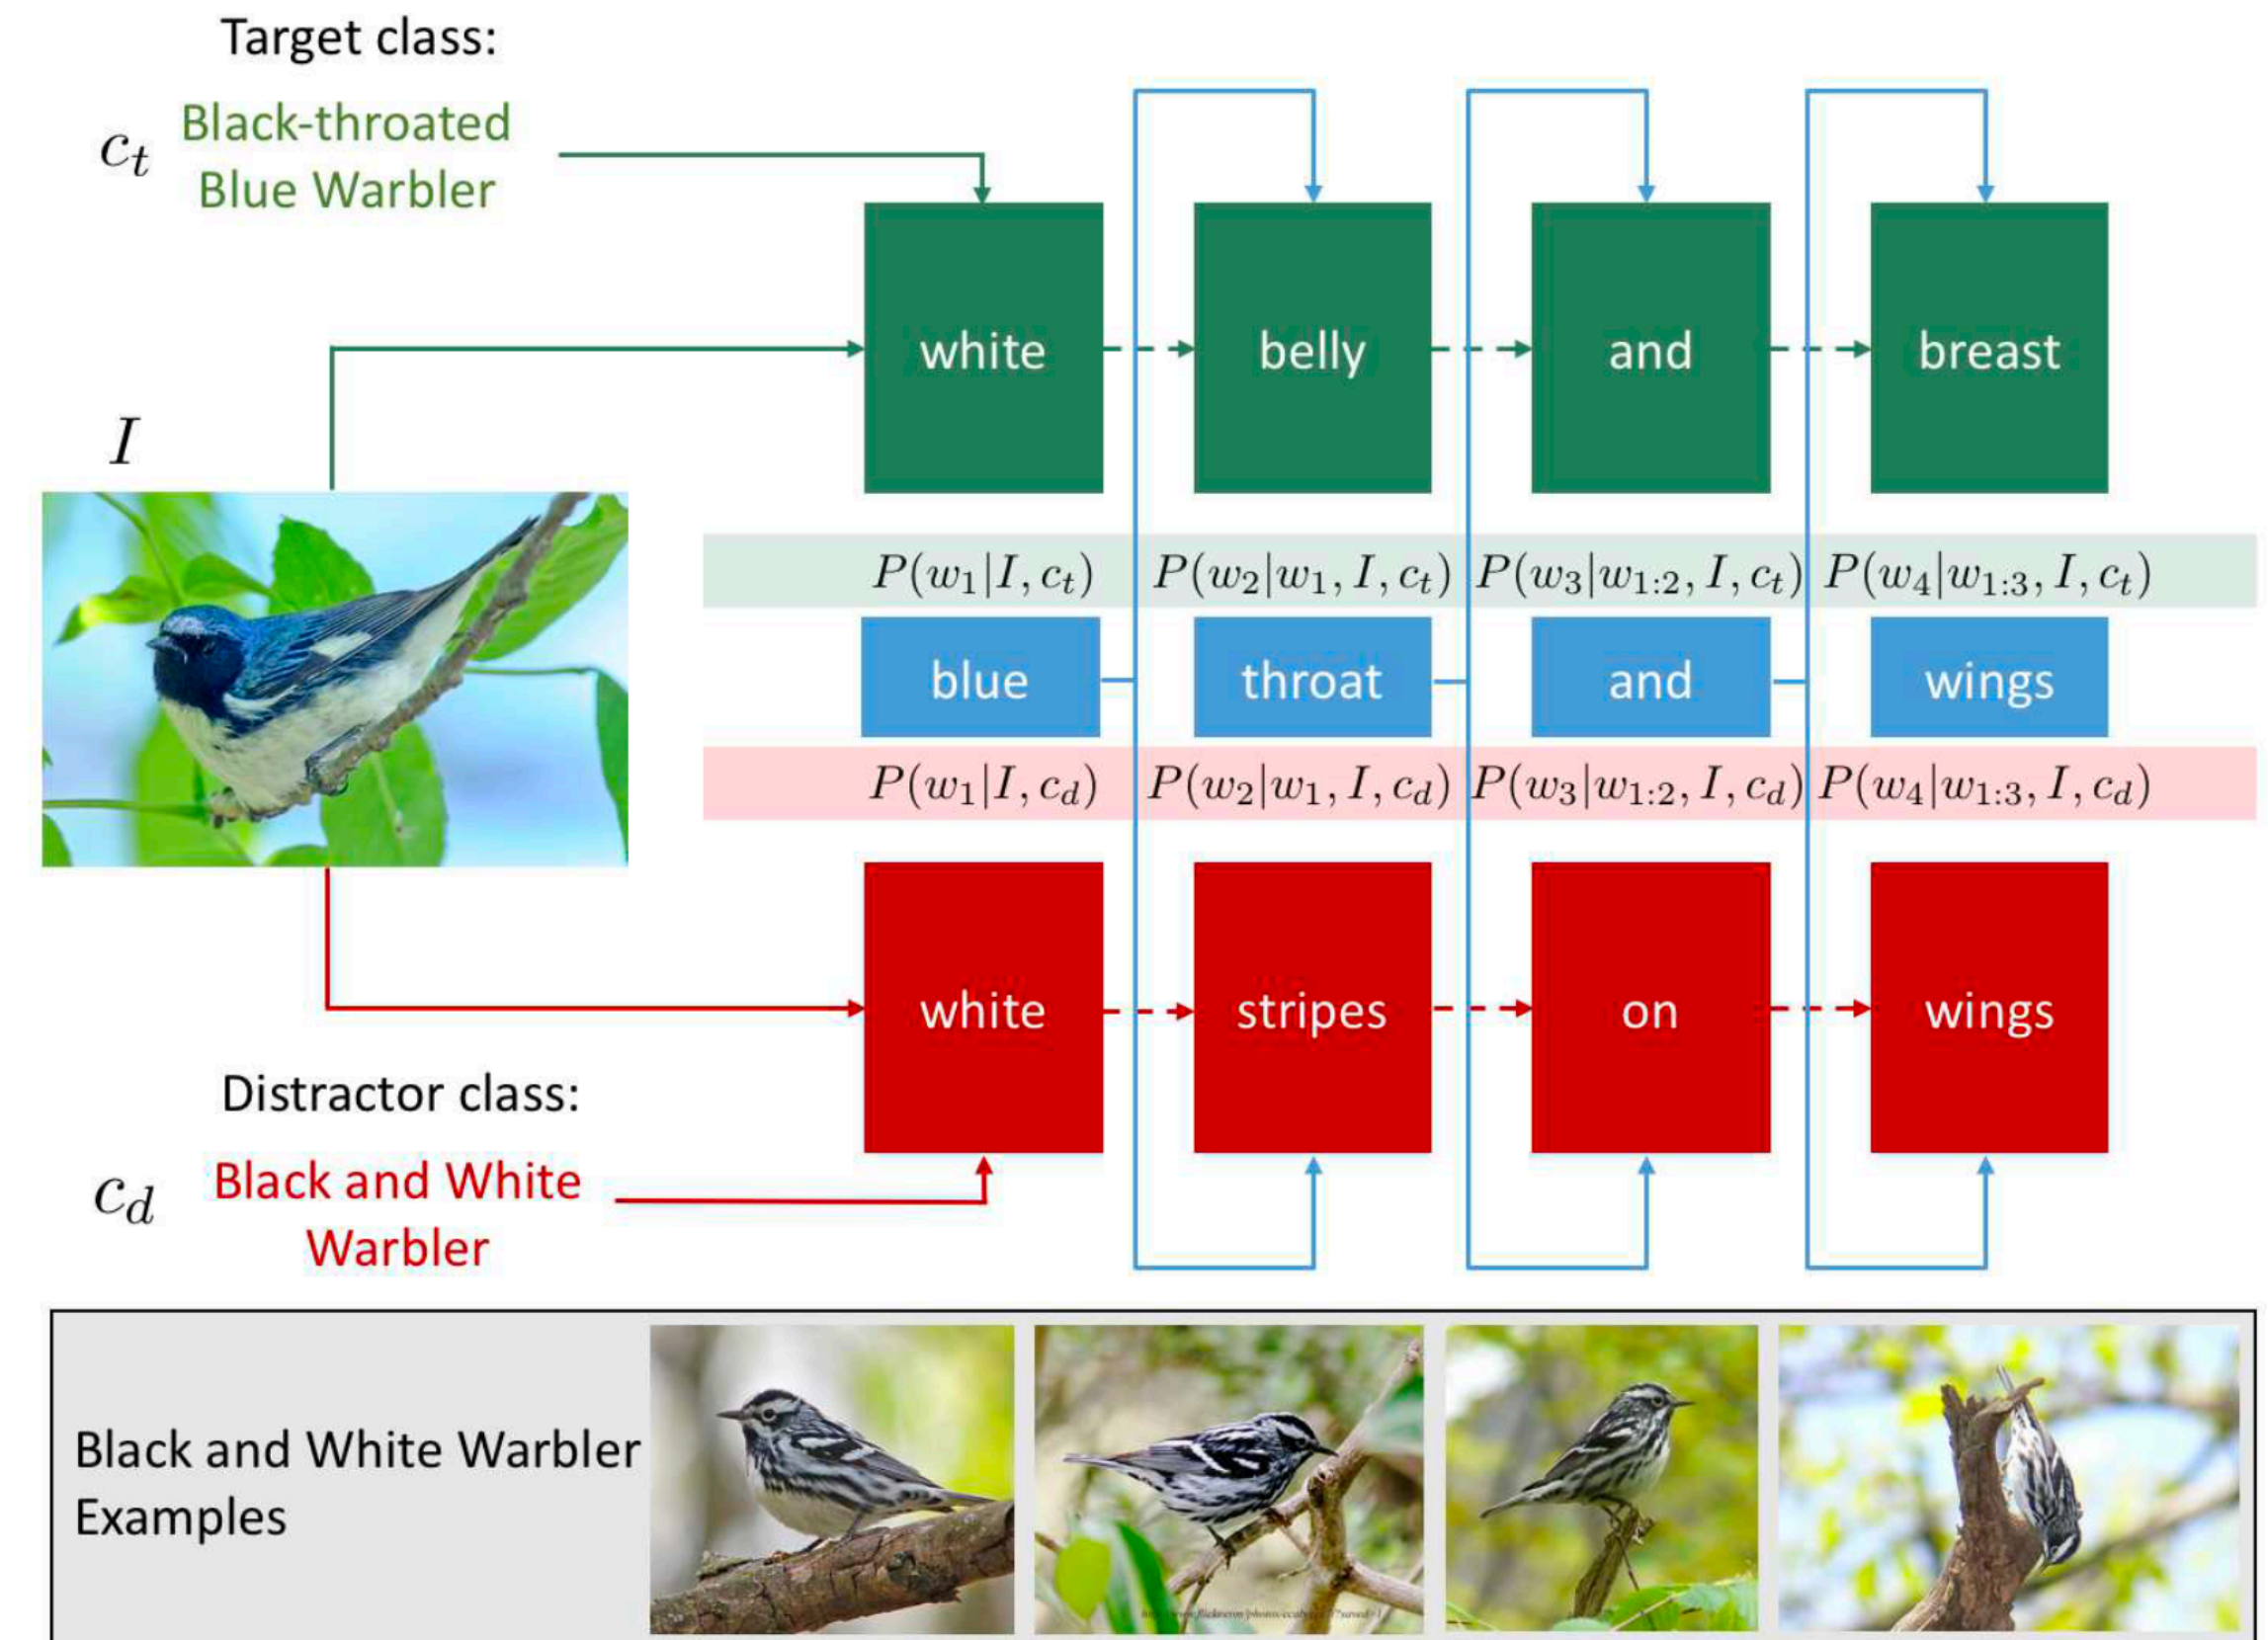 Target class:
c_t
Black-throated
Blue Warbler
white belly and breast
I
P(w_1|I, c_t) P(w_2|w_1, I, c_t) P(w_3|w_{1:2}, I, c_t) P(w_4|w_{1:3}, I, c_t)
blue throat and wings
P(w_1|I, c_d) P(w_2|w_1, I, c_d) P(w_3|w_{1:2}, I, c_d) P(w_4|w_{1:3}, I, c_d)
white stripes on wings
Distractor class:
c_d
Black and White
Warbler
Black and White Warbler
Examples